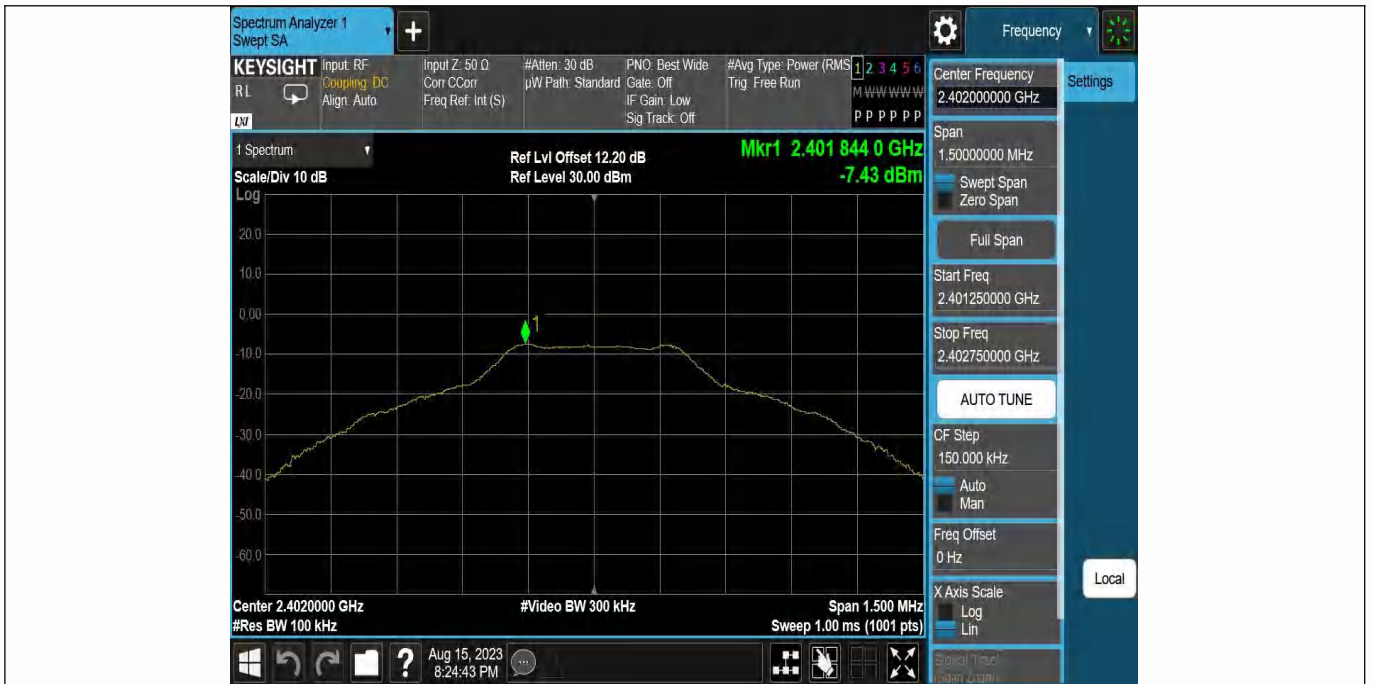 Spectrum Analyzer 1
Swept SA
+
Frequency
KEYSIGHT
RL
LXI
Input: RF
Coupling: DC
Align: Auto
Input Z: 50 Ω
Corr CCorr
Freq Ref: Int (S)
#Atten: 30 dB
µW Path: Standard
PNO: Best Wide
Gate: Off
IF Gain: Low
Sig Track: Off
#Avg Type: Power (RMS
Trig: Free Run
1 2 3 4 5 6
M W W W W W
P P P P P P
1 Spectrum
Scale/Div 10 dB
Ref Lvl Offset 12.20 dB
Ref Level 30.00 dBm
Mkr1 2.401 844 0 GHz
-7.43 dBm
Log
20.0
10.0
0.00
-10.0
-20.0
-30.0
-40.0
-50.0
-60.0
1
Center 2.4020000 GHz
#Res BW 100 kHz
#Video BW 300 kHz
Span 1.500 MHz
Sweep 1.00 ms (1001 pts)
Center Frequency
2.402000000 GHz
Settings
Span
1.50000000 MHz
Swept Span
Zero Span
Full Span
Start Freq
2.401250000 GHz
Stop Freq
2.402750000 GHz
AUTO TUNE
CF Step
150.000 kHz
Auto
Man
Freq Offset
0 Hz
X Axis Scale
Log
Lin
Local
Signal Track
(Span Zoom)
?
Aug 15, 2023
8:24:43 PM